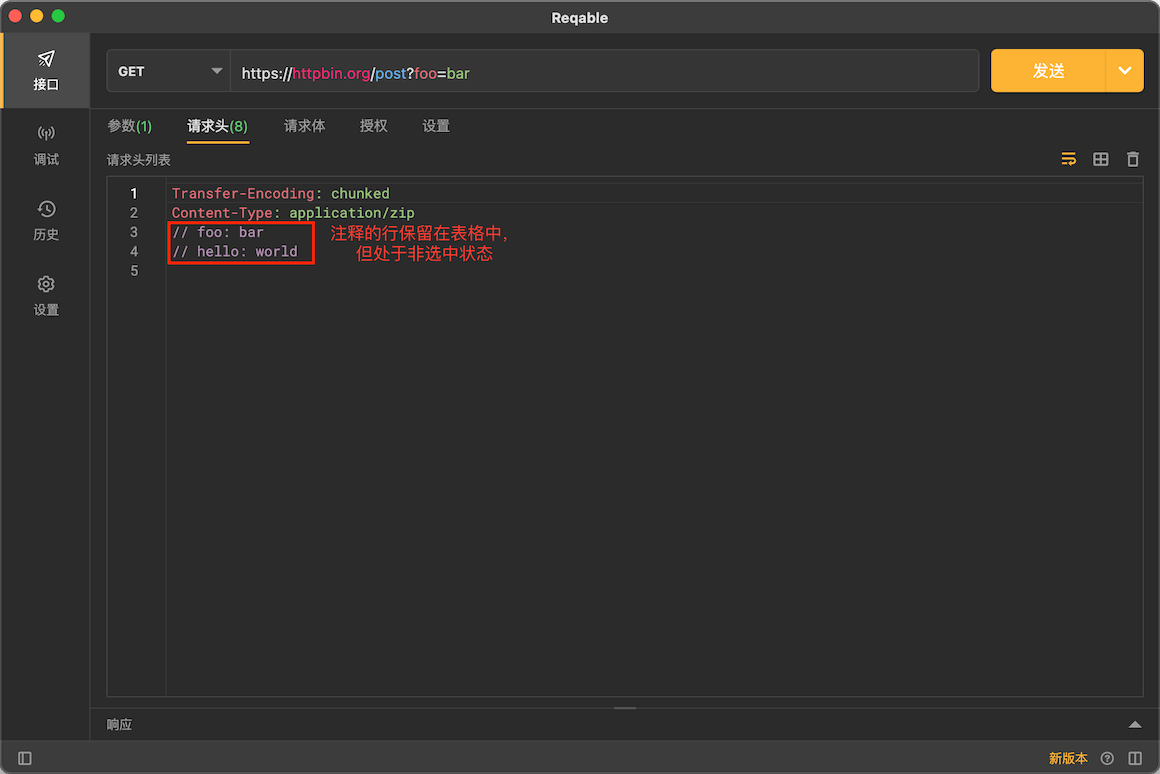 Reqable
接口
调试
历史
设置
GET
https://httpbin.org/post?foo=bar
发送
参数(1) 请求头(8) 请求体 授权 设置
请求头列表
1 Transfer-Encoding: chunked
2 Content-Type: application/zip
3 // foo: bar
4 // hello: world
5
注释的行保留在表格中,
但处于非选中状态
响应
新版本